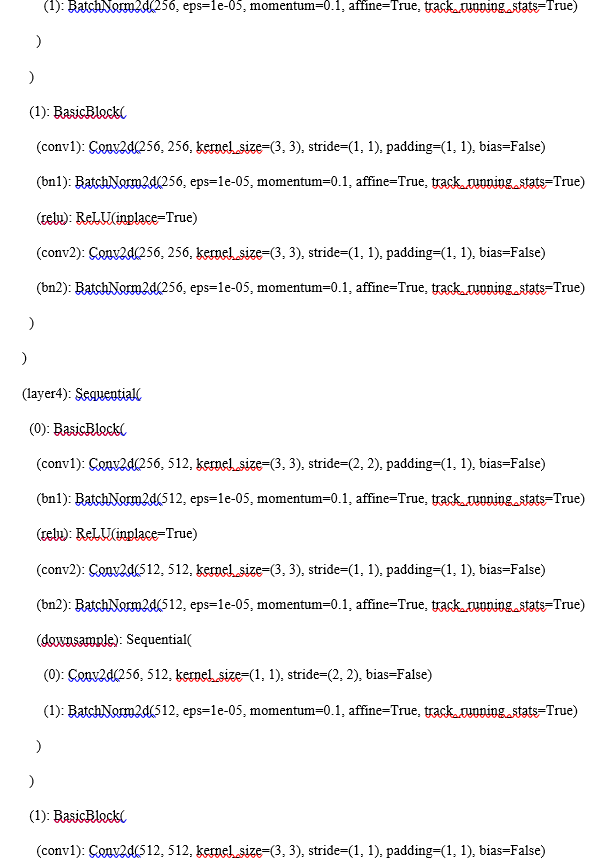 (1): BatchNorm2d(256, eps=1e-05, momentum=0.1, affine=True, track_running_stats=True)
)
)
(1): BasicBlock(
(conv1): Conv2d(256, 256, kernel_size=(3, 3), stride=(1, 1), padding=(1, 1), bias=False)
(bn1): BatchNorm2d(256, eps=1e-05, momentum=0.1, affine=True, track_running_stats=True)
(relu): ReLU(inplace=True)
(conv2): Conv2d(256, 256, kernel_size=(3, 3), stride=(1, 1), padding=(1, 1), bias=False)
(bn2): BatchNorm2d(256, eps=1e-05, momentum=0.1, affine=True, track_running_stats=True)
)
)
(layer4): Sequential(
(0): BasicBlock(
(conv1): Conv2d(256, 512, kernel_size=(3, 3), stride=(2, 2), padding=(1, 1), bias=False)
(bn1): BatchNorm2d(512, eps=1e-05, momentum=0.1, affine=True, track_running_stats=True)
(relu): ReLU(inplace=True)
(conv2): Conv2d(512, 512, kernel_size=(3, 3), stride=(1, 1), padding=(1, 1), bias=False)
(bn2): BatchNorm2d(512, eps=1e-05, momentum=0.1, affine=True, track_running_stats=True)
(downsample): Sequential(
(0): Conv2d(256, 512, kernel_size=(1, 1), stride=(2, 2), bias=False)
(1): BatchNorm2d(512, eps=1e-05, momentum=0.1, affine=True, track_running_stats=True)
)
)
(1): BasicBlock(
(conv1): Conv2d(512, 512, kernel_size=(3, 3), stride=(1, 1), padding=(1, 1), bias=False)